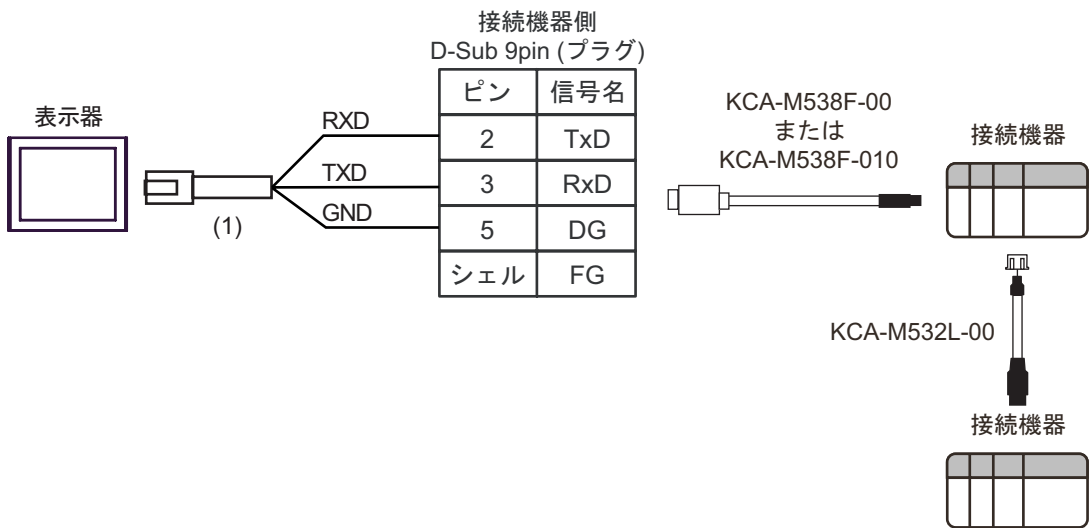 接続機器側
D-Sub 9pin (プラグ)
表示器
RXD
TXD
GND
(1)
ピン 信号名
2 TxD
3 RxD
5 DG
シェル FG
KCA-M538F-00
または
KCA-M538F-010
接続機器
KCA-M532L-00
接続機器